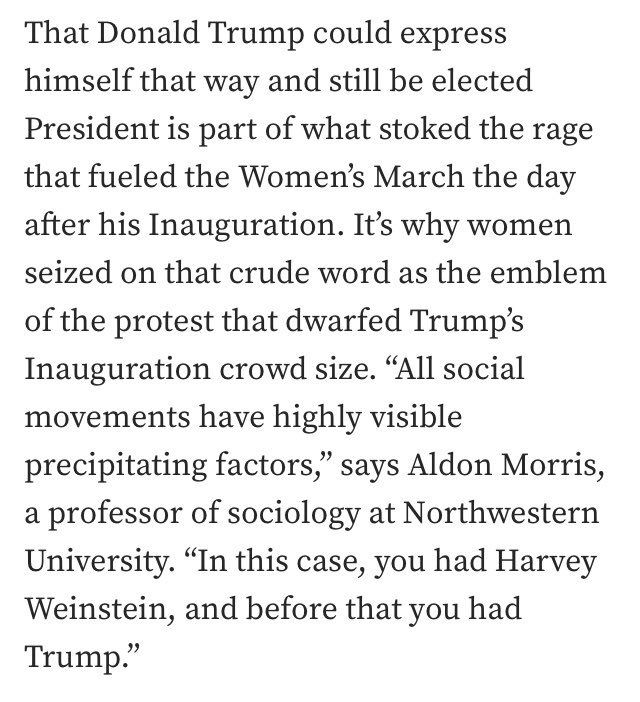 That Donald Trump could express
himself that way and still be elected
President is part of what stoked the rage
that fueled the Women’s March the day
after his Inauguration. It’s why women
seized on that crude word as the emblem
of the protest that dwarfed Trump’s
Inauguration crowd size. “All social
movements have highly visible
precipitating factors,” says Aldon Morris,
a professor of sociology at Northwestern
University. “In this case, you had Harvey
Weinstein, and before that you had
Trump.”